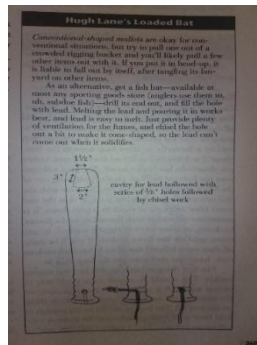 Hugh Lane's Loaded Bat
Conventional-shaped mallets are okay for con-
ventional situations, but try to pull one out of a
crowded rigging bucket and you'll likely pull a few
other items out with it. If you put it in head-up, it
is liable to fall out by itself, after tangling its lan-
yard on other items.
As an alternative, get a fish bat—available at
most any sporting goods store (anglers use them to,
uh, subdue fish)—drill its end out, and fill the hole
with lead. Melting the lead and pouring it in works
best, and lead is easy to melt. Just provide plenty
of ventilation for the fumes, and chisel the hole
out a bit to make it cone-shaped, so the lead can't
come out when it solidifies.
1½"
3"
2"
cavity for lead hollowed with
series of holes followed
by chisel work